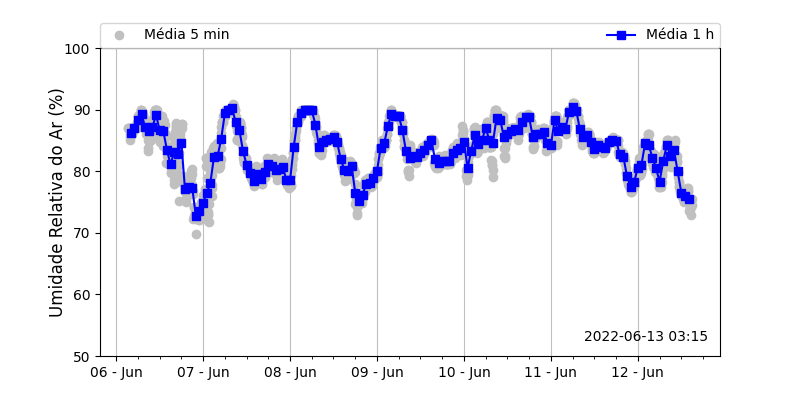 Média 5 min
Média 1 h
Umidade Relativa do Ar (%)
100
90
80
70
60
50
2022-06-13 03:15
06 - Jun
07 - Jun
08 - Jun
09 - Jun
10 - Jun
11 - Jun
12 - Jun